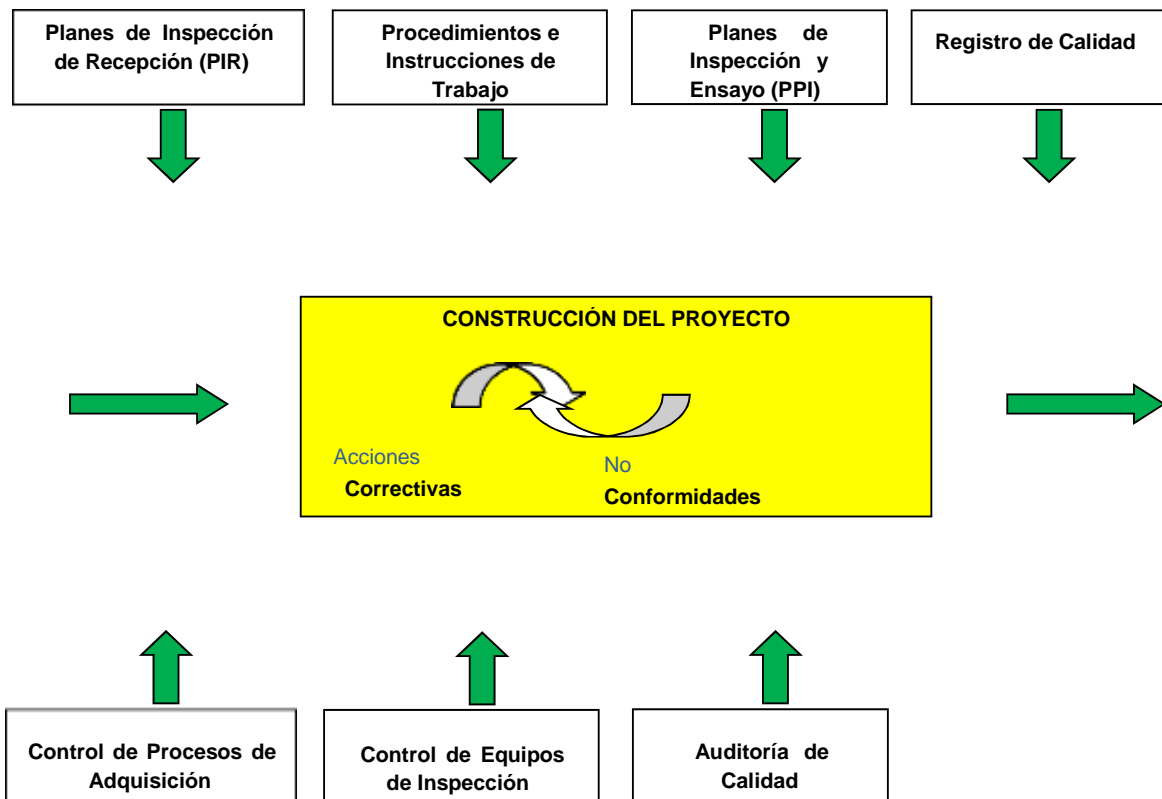 Planes de Inspección
de Recepción (PIR)
Procedimientos e
Instrucciones de
Trabajo
Planes de
Inspección y
Ensayo (PPI)
Registro de Calidad
CONSTRUCCIÓN DEL PROYECTO
Acciones
Correctivas
No
Conformidades
Control de Procesos de
Adquisición
Control de Equipos
de Inspección
Auditoría de
Calidad